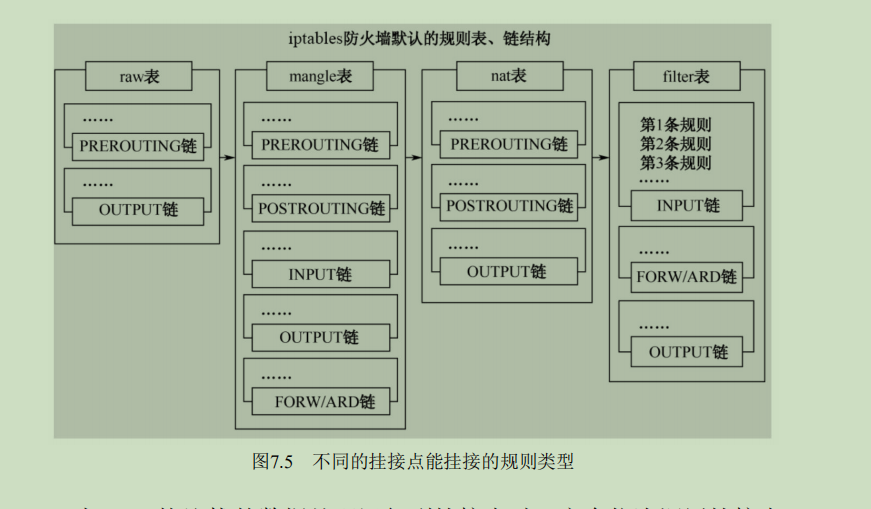 iptables防火墙默认的规则表、链结构
raw表
……
PREROUTING链
……
OUTPUT链
mangle表
……
PREROUTING链
……
POSTROUTING链
……
INPUT链
……
OUTPUT链
……
FORW/ARD链
nat表
……
PREROUTING链
……
POSTROUTING链
……
OUTPUT链
filter表
第1条规则
第2条规则
第3条规则
……
INPUT链
……
FORW/ARD链
……
OUTPUT链
图7.5 不同的挂接点能挂接的规则类型